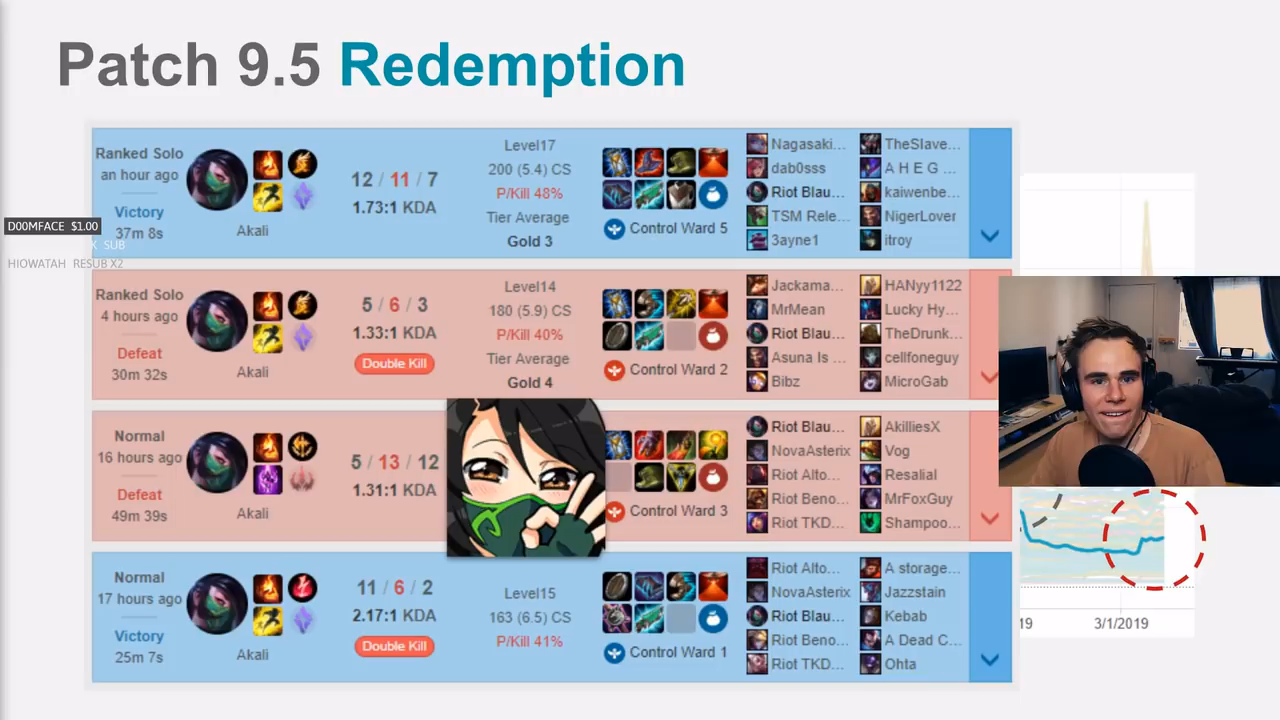 Patch 9.5 Redemption
Ranked Solo
an hour ago
Victory
37m 8s
Akali
12 / 11 / 7
1.73:1 KDA
Level17
200 (5.4) CS
P/Kill 48%
Tier Average
Gold 3
Control Ward 5
Nagasaki...
dab0sss
Riot Blau...
TSM Rele...
3ayne1
TheSlave...
A H E G ...
kaiwenbe...
NigerLover
itroy
D00MFACE $1.00
X SUB
HIOWATAH RESUB X2
Ranked Solo
4 hours ago
Defeat
30m 32s
Akali
5 / 6 / 3
1.33:1 KDA
Double Kill
Level14
180 (5.9) CS
P/Kill 40%
Tier Average
Gold 4
Control Ward 2
Jackama...
MrMean
Riot Blau...
Asuna Is ...
Bibz
HANyy1122
Lucky Hy...
TheDrunk...
cellfoneguy
MicroGab
Normal
16 hours ago
Defeat
49m 39s
Akali
5 / 13 / 12
1.31:1 KDA
Control Ward 3
Riot Blau...
NovaAsterix
Riot Alto...
Riot Beno...
Riot TKD...
AkilliesX
Vog
Resalial
MrFoxGuy
Shampoo...
Normal
17 hours ago
Victory
25m 7s
Akali
11 / 6 / 2
2.17:1 KDA
Double Kill
Level15
163 (6.5) CS
P/Kill 41%
Control Ward 1
Riot Alto...
NovaAsterix
Riot Blau...
Riot Beno...
Riot TKD...
A storage...
Jazzstain
Kebab
A Dead C...
Ohta
19
3/1/2019